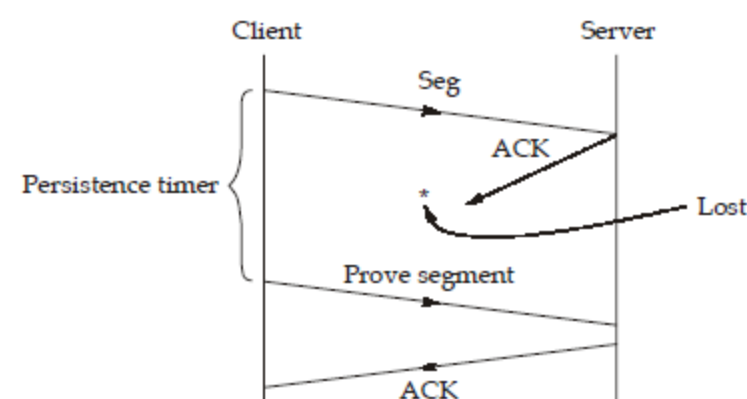 Client
Server
Seg
ACK
Persistence timer
*
Lost
Prove segment
ACK